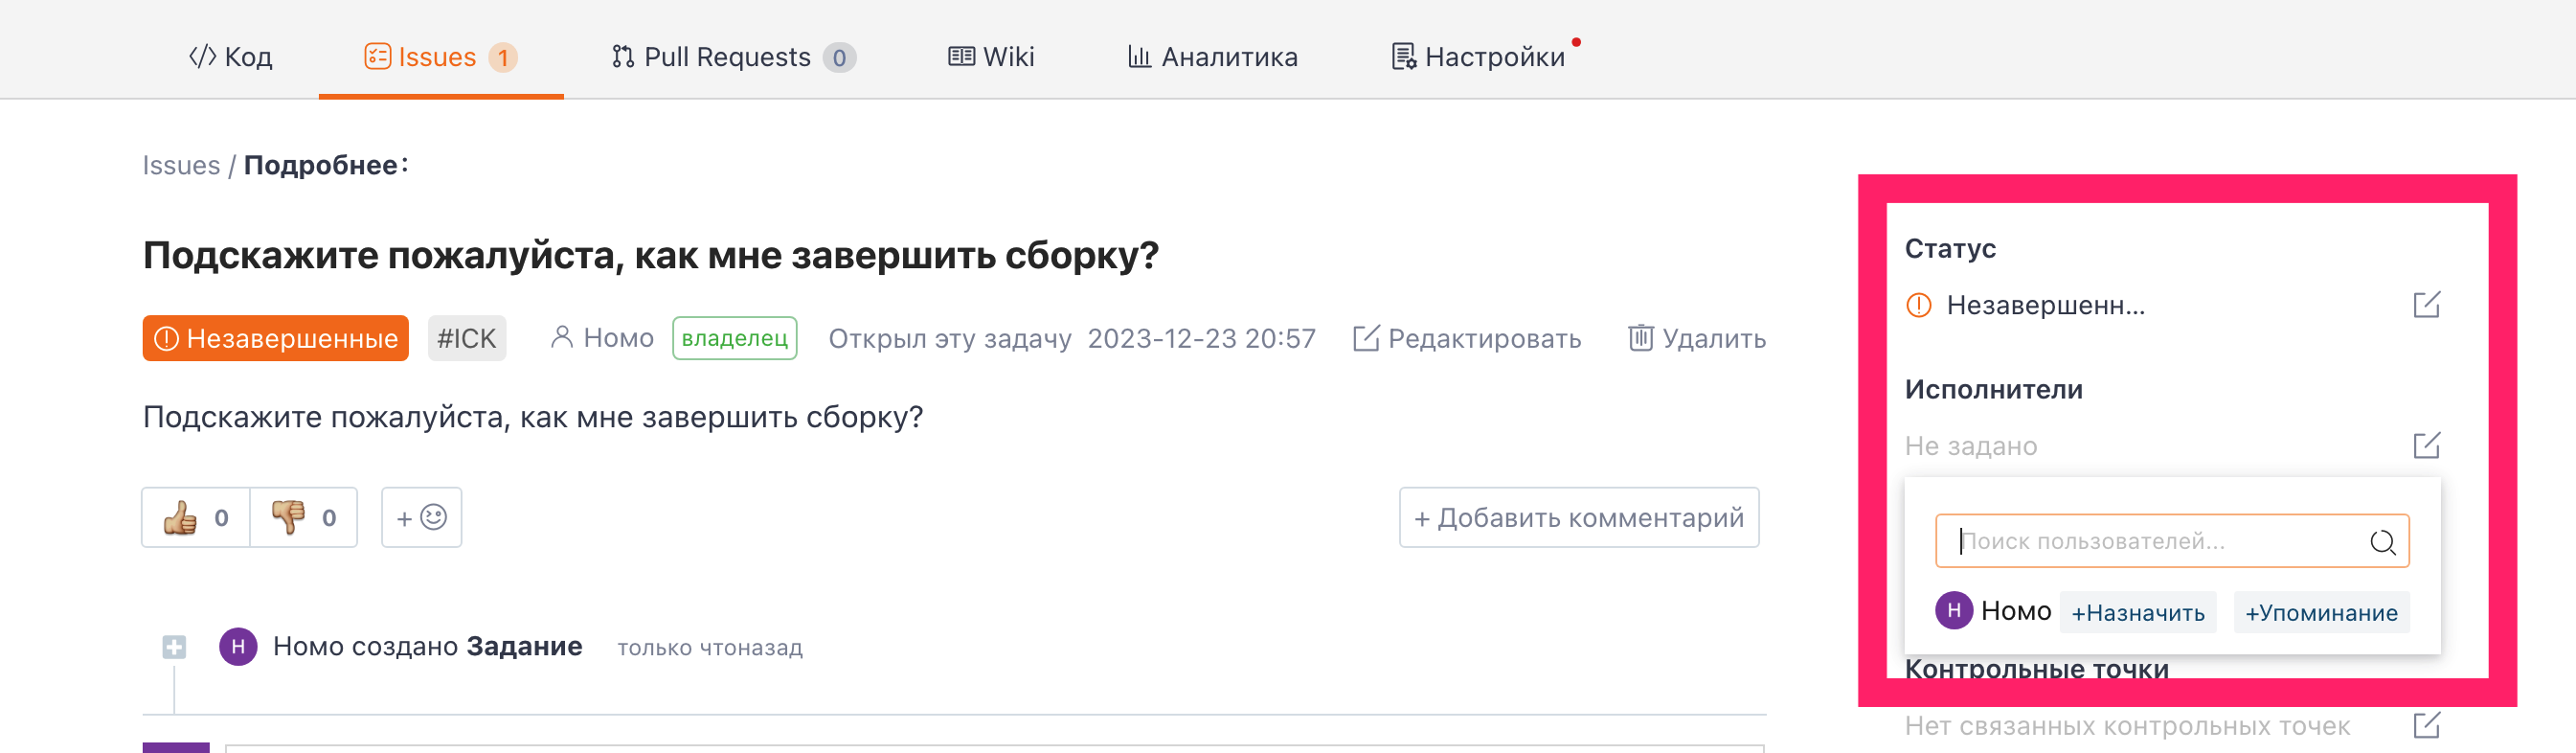 Код Issues 1 Pull Requests 0 Wiki Аналитика Настройки
Issues / Подробнее:
Подскажите пожалуйста, как мне завершить сборку?
Незавершенные #ICK Номо владелец Открыл эту задачу 2023-12-23 20:57 Редактировать Удалить
Подскажите пожалуйста, как мне завершить сборку?
0 0 +
+ Добавить комментарий
Н Номо создано Задание только чтоназад
Статус
Незавершенн...
Исполнители
Не задано
Поиск пользователей...
Н Номо +Назначить +Упоминание
Контрольные точки
Нет связанных контрольных точек